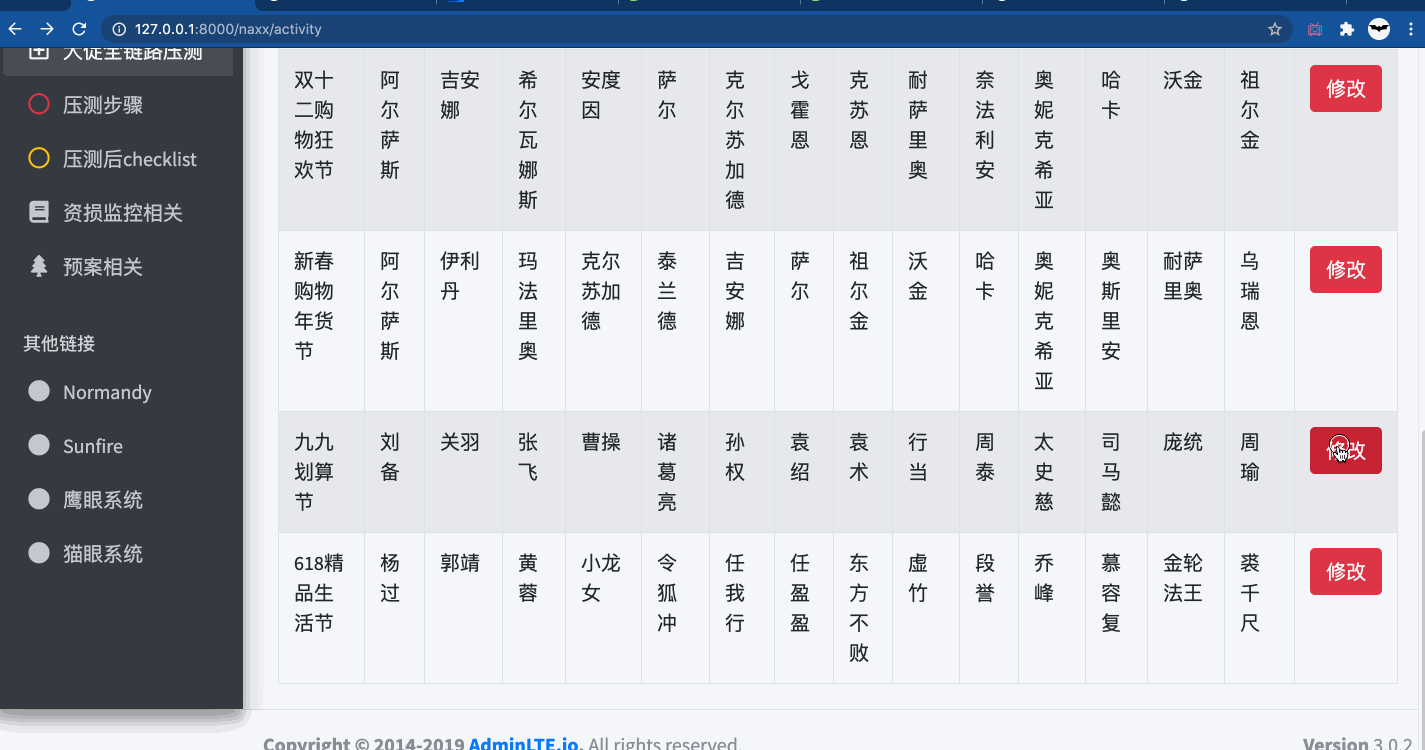 127.0.0.1:8000/naxx/activity
大促全链路压测
压测步骤
压测后checklist
资损监控相关
预案相关
其他链接
Normandy
Sunfire
鹰眼系统
猫眼系统
双十二购物狂欢节 阿尔萨斯 吉安娜 希尔瓦娜斯 安度因 萨尔 克尔苏加德 戈霍恩 克苏恩 耐萨里奥 奈法利安 奥妮克希亚 哈卡 沃金 祖尔金 修改
新春购物年货节 阿尔萨斯 伊利丹 玛法里奥 克尔苏加德 泰兰德 吉安娜 萨尔 祖尔金 沃金 哈卡 奥妮克希亚 奥斯里安 耐萨里奥 乌瑞恩 修改
九九划算节 刘备 关羽 张飞 曹操 诸葛亮 孙权 袁绍 袁术 行当 周泰 太史慈 司马懿 庞统 周瑜 修改
618精品生活节 杨过 郭靖 黄蓉 小龙女 令狐冲 任我行 任盈盈 东方不败 虚竹 段誉 乔峰 慕容复 金轮法王 裘千尺 修改
Copyright © 2014-2019 AdminLTE.io. All rights reserved.
Version 3.0.2